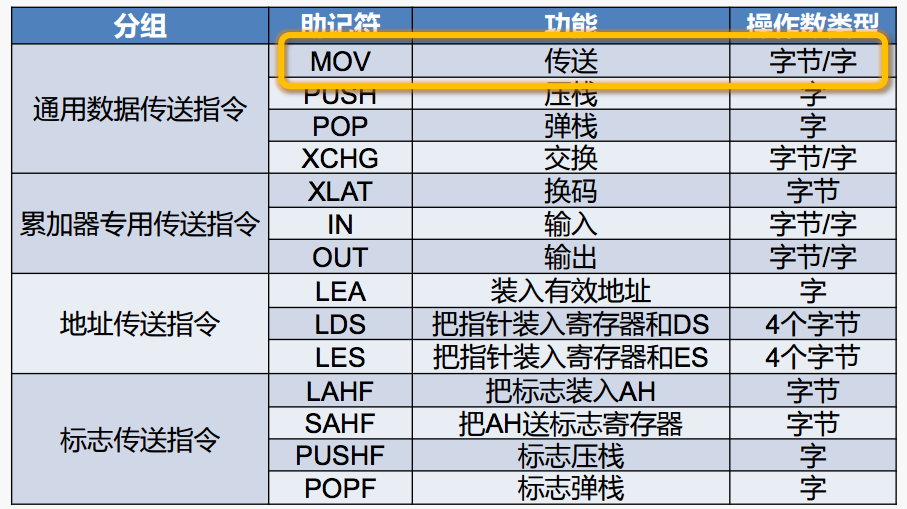 分组 助记符 功能 操作数类型
通用数据传送指令 MOV 传送 字节/字
PUSH 压栈 字
POP 弹栈 字
XCHG 交换 字节/字
累加器专用传送指令 XLAT 换码 字节
IN 输入 字节/字
OUT 输出 字节/字
地址传送指令 LEA 装入有效地址 字
LDS 把指针装入寄存器和DS 4个字节
LES 把指针装入寄存器和ES 4个字节
标志传送指令 LAHF 把标志装入AH 字节
SAHF 把AH送标志寄存器 字节
PUSHF 标志压栈 字
POPF 标志弹栈 字